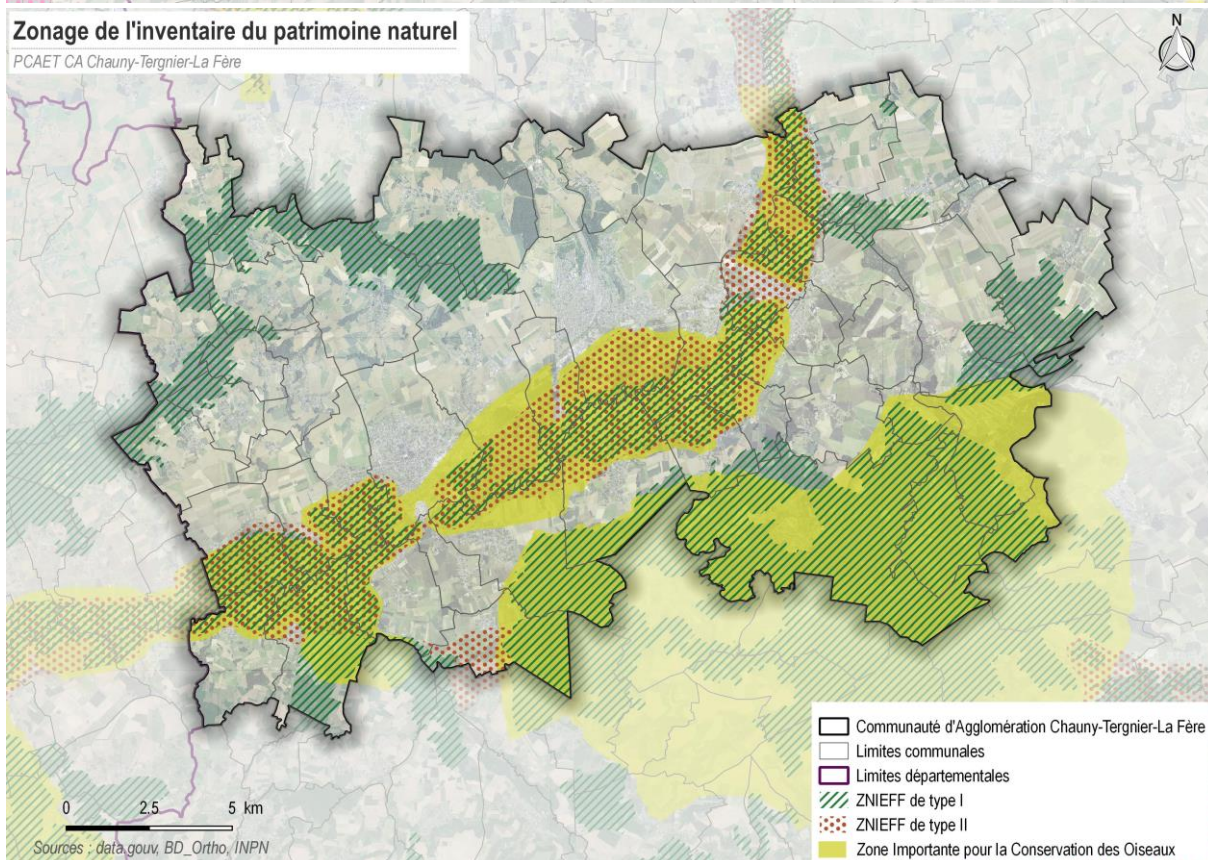 Zonage de l'inventaire du patrimoine naturel
PCAET CA Chauny-Tergnier-La Fère
N
Communauté d'Agglomération Chauny-Tergnier-La Fère
Limites communales
Limites départementales
ZNIEFF de type I
ZNIEFF de type II
Zone Importante pour la Conservation des Oiseaux
0 2.5 5 km
Sources : data.gouv, BD_Ortho, INPN